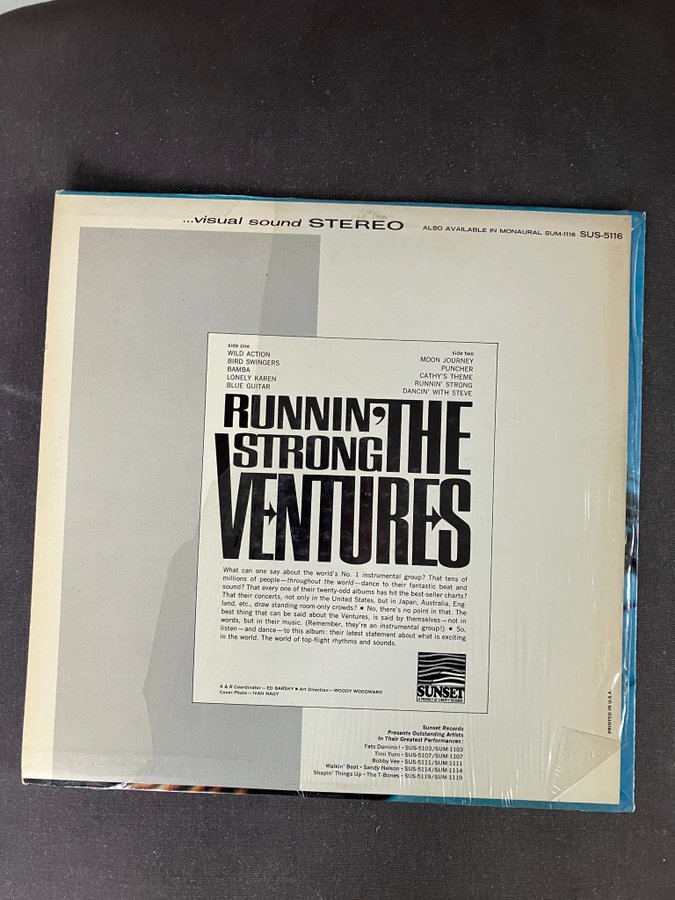 ...visual sound STEREO
ALSO AVAILABLE IN MONAURAL SUM-1116 SUS-5116
side one
WILD ACTION
BIRD SWINGERS
BAMBA
LONELY KAREN
BLUE GUITAR
side two
MOON JOURNEY
PUNCHER
CATHY'S THEME
RUNNIN' STRONG
DANCIN' WITH STEVE
RUNNIN'
STRONG
THE
VENTURES
What can one say about the world's No. 1 instrumental group? That tens of
millions of people—throughout the world—dance to their fantastic beat and
sound? That every one of their twenty-odd albums has hit the best-seller charts?
That their concerts, not only in the United States, but in Japan, Australia, Eng-
land, etc., draw standing-room-only crowds? ■ No, there's no point in that. The
best thing that can be said about the Ventures, is said by themselves—not in
words, but in their music. (Remember, they're an instrumental group!) ■ So,
listen—and dance—to this album: their latest statement about what is exciting
in the world. The world of top-flight rhythms and sounds.
A & R Coordinator – ED BARSKY ■ Art Direction – WOODY WOODWARD
Cover Photo – IVAN NAGY
SUNSET
A PRODUCT OF LIBERTY RECORDS
Sunset Records
Presents Outstanding Artists
In Their Greatest Performances:
Fats Domino! • SUS-5103/SUM-1103
Timi Yuro • SUS-5107/SUM-1107
Bobby Vee • SUS-5111/SUM-1111
Walkin' Beat • Sandy Nelson • SUS-5114/SUM-1114
Shapin' Things Up • The T-Bones • SUS-5119/SUM-1119
PRINTED IN U.S.A.